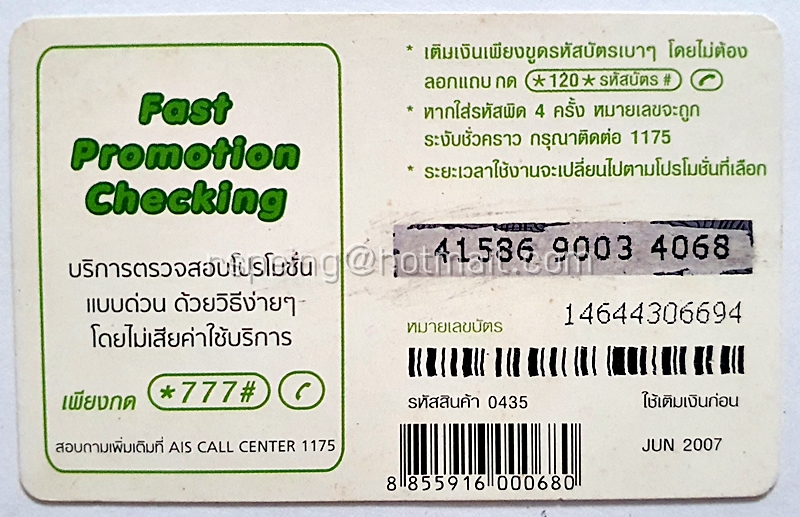 Fast
Promotion
Checking
บริการตรวจสอบโปรโมชั่น
แบบด่วน ด้วยวิธีง่ายๆ
โดยไม่เสียค่าใช้บริการ
เพียงกด *777#
สอบถามเพิ่มเติมที่ AIS CALL CENTER 1175
* เติมเงินเพียงขูดรหัสบัตรเบาๆ โดยไม่ต้อง
ลอกแถบ กด *120*รหัสบัตร #
* หากใส่รหัสผิด 4 ครั้ง หมายเลขจะถูก
ระงับชั่วคราว กรุณาติดต่อ 1175
* ระยะเวลาใช้งานจะเปลี่ยนไปตามโปรโมชั่นที่เลือก
41586 9003 4068
หมายเลขบัตร 14644306694
รหัสสินค้า 0435 ใช้เติมเงินก่อน
JUN 2007
8 855916 000680